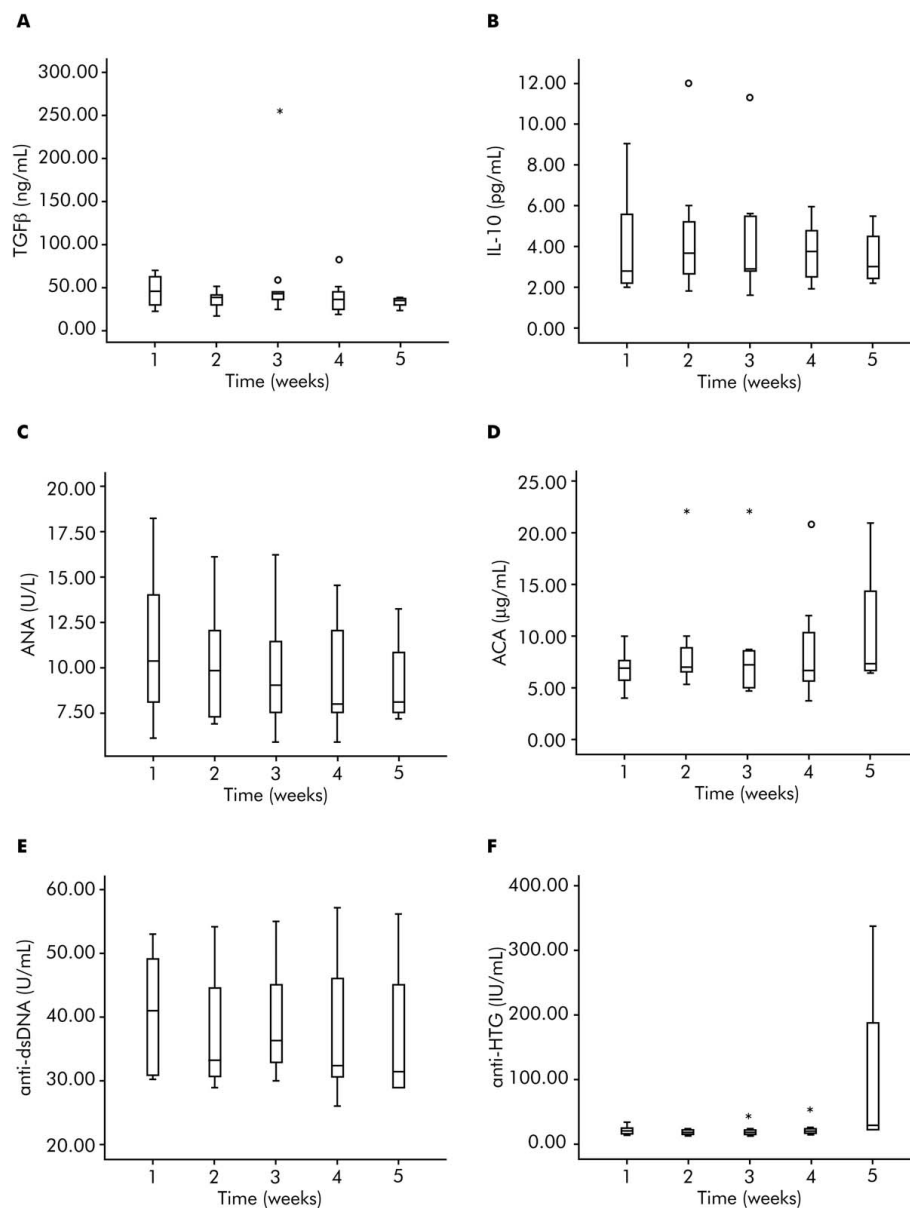 A
TGFβ (ng/mL)
300.00
250.00
200.00
150.00
100.00
50.00
0.00
*
1 2 3 4 5
Time (weeks)
B
IL-10 (pg/mL)
12.00
10.00
8.00
6.00
4.00
2.00
0.00
1 2 3 4 5
Time (weeks)
C
ANA (U/L)
20.00
17.50
15.00
12.50
10.00
7.50
1 2 3 4 5
Time (weeks)
D
ACA (µg/mL)
25.00
20.00
15.00
10.00
5.00
0.00
* *
1 2 3 4 5
Time (weeks)
E
anti-dsDNA (U/mL)
60.00
50.00
40.00
30.00
20.00
1 2 3 4 5
Time (weeks)
F
anti-HTG (IU/mL)
400.00
300.00
200.00
100.00
0.00
* *
1 2 3 4 5
Time (weeks)